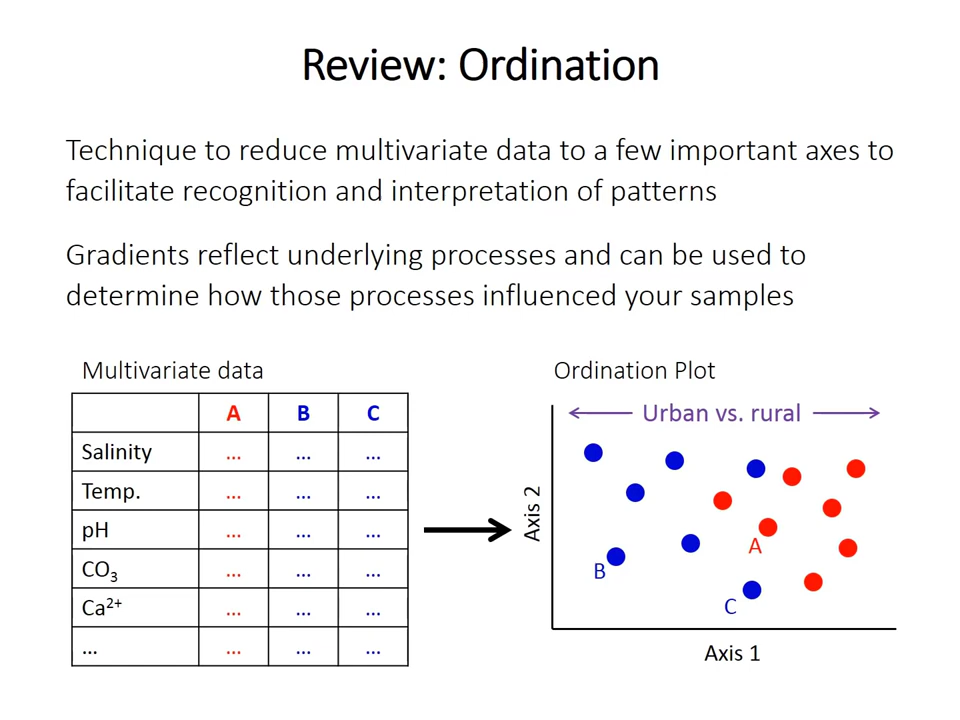 Review: Ordination
Technique to reduce multivariate data to a few important axes to
facilitate recognition and interpretation of patterns
Gradients reflect underlying processes and can be used to
determine how those processes influenced your samples
Multivariate data
A B C
Salinity ... ... ...
Temp. ... ... ...
pH ... ... ...
CO₃ ... ... ...
Ca²⁺ ... ... ...
... ... ... ...
Ordination Plot
Urban vs. rural
Axis 2
A
B
C
Axis 1